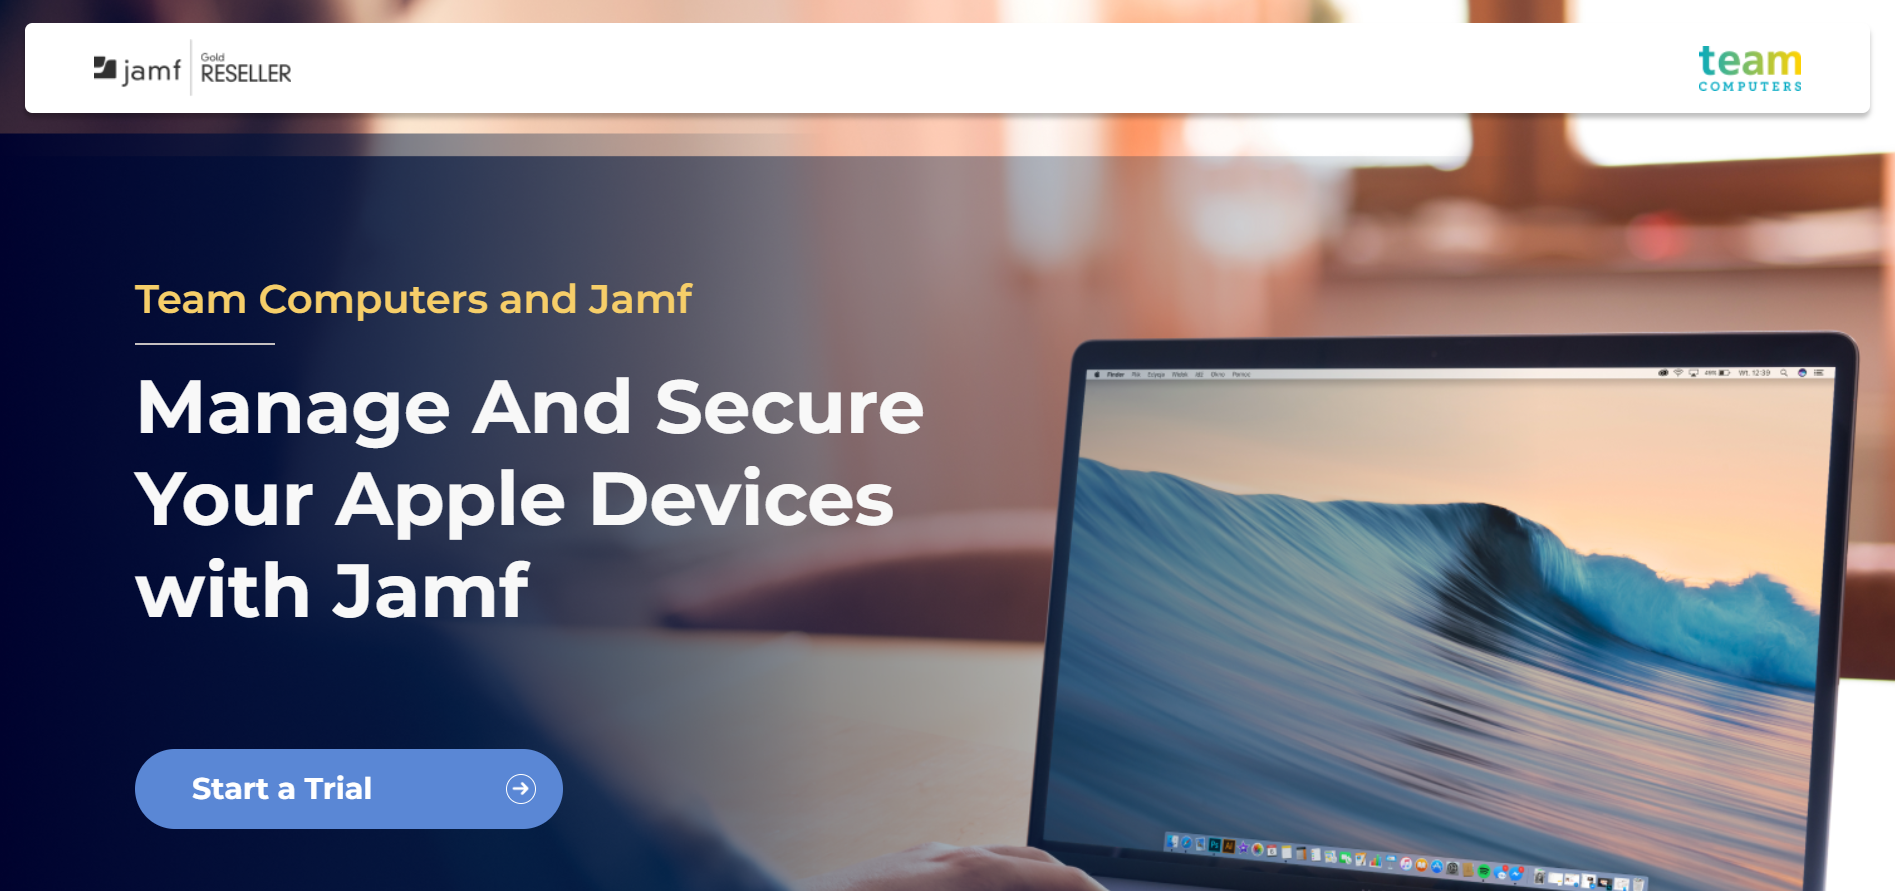 jamf
Gold
RESELLER
team
COMPUTERS
Team Computers and Jamf
Manage And Secure
Your Apple Devices
with Jamf
Finder
Start a Trial